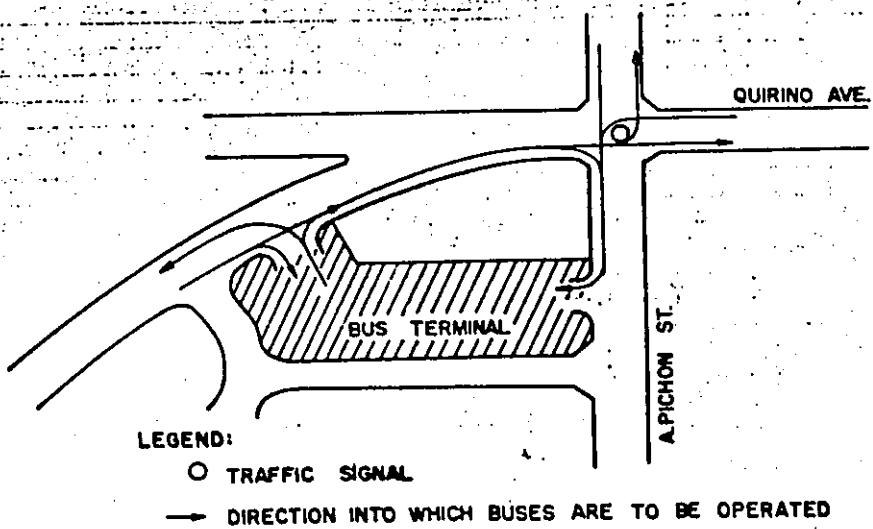 QUIRINO AVE.
BUS TERMINAL
A.PICHON ST.
LEGEND:
TRAFFIC SIGNAL
DIRECTION INTO WHICH BUSES ARE TO BE OPERATED